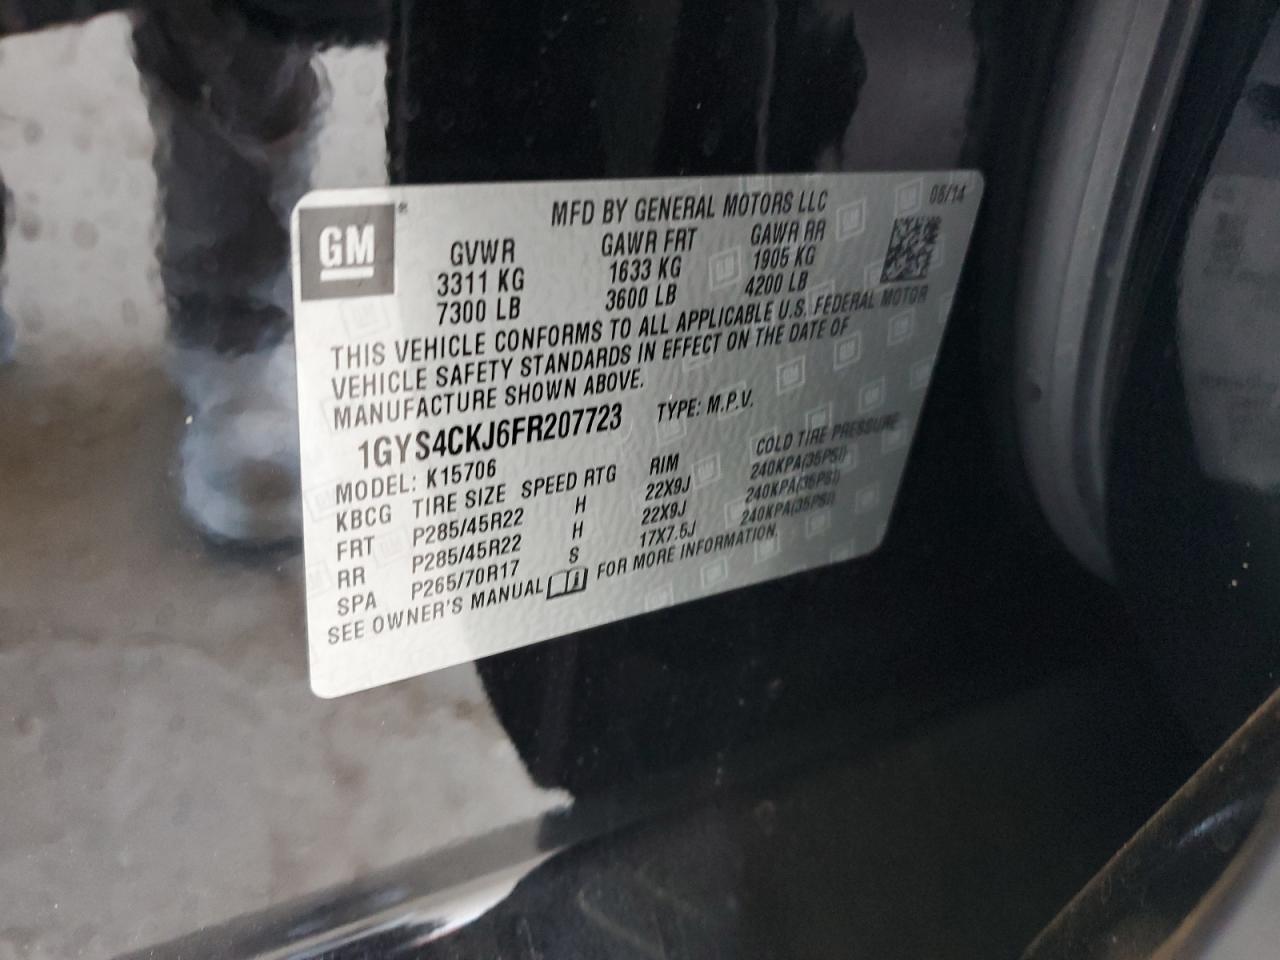 GM
MFD BY GENERAL MOTORS LLC
GVWR GAWR FRT GAWR RR
3311 KG 1633 KG 1905 KG
7300 LB 3600 LB 4200 LB
THIS VEHICLE CONFORMS TO ALL APPLICABLE U.S. FEDERAL MOTOR
VEHICLE SAFETY STANDARDS IN EFFECT ON THE DATE OF
MANUFACTURE SHOWN ABOVE.
1GYS4CKJ6FR207723 TYPE: M.P.V.
MODEL: K15706
KBCG TIRE SIZE SPEED RTG RIM COLD TIRE PRESSURE
FRT P285/45R22 H 22X9J 240KPA(35PSI)
RR P285/45R22 H 22X9J 240KPA(35PSI)
SPA P265/70R17 S 17X7.5J 240KPA(35PSI)
SEE OWNER'S MANUAL FOR MORE INFORMATION.